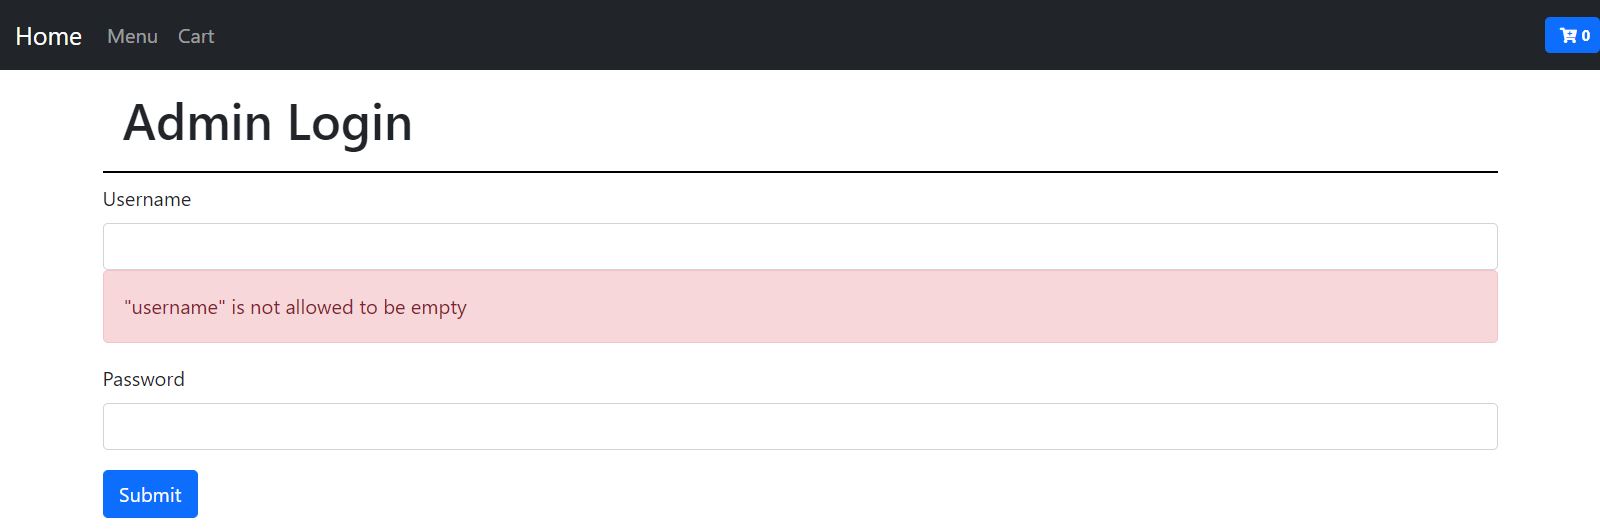 Home Menu Cart 0
Admin Login
Username
"username" is not allowed to be empty
Password
Submit